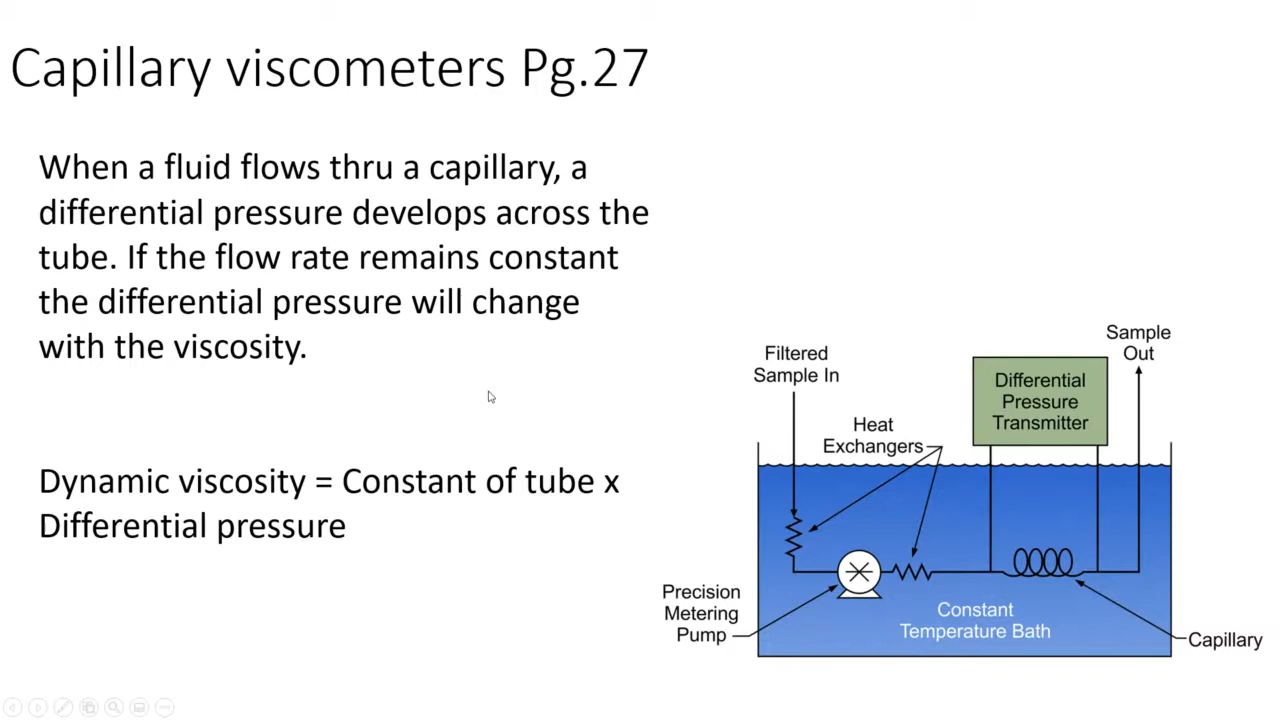 Capillary viscometers Pg.27
When a fluid flows thru a capillary, a
differential pressure develops across the
tube. If the flow rate remains constant
the differential pressure will change
with the viscosity.
Dynamic viscosity = Constant of tube x
Differential pressure
Filtered
Sample In
Heat
Exchangers
Differential
Pressure
Transmitter
Sample
Out
Precision
Metering
Pump
Constant
Temperature Bath
Capillary